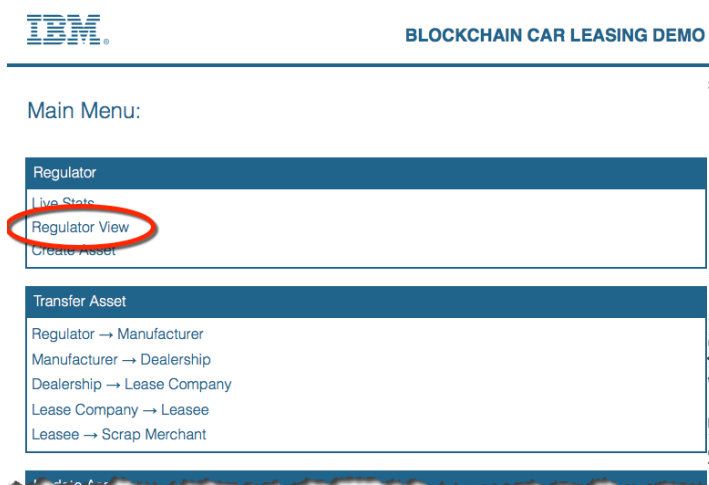 IBM
BLOCKCHAIN CAR LEASING DEMO
Main Menu:
Regulator
Live Stats
Regulator View
Create Asset
Transfer Asset
Regulator → Manufacturer
Manufacturer → Dealership
Dealership → Lease Company
Lease Company → Leasee
Leasee → Scrap Merchant